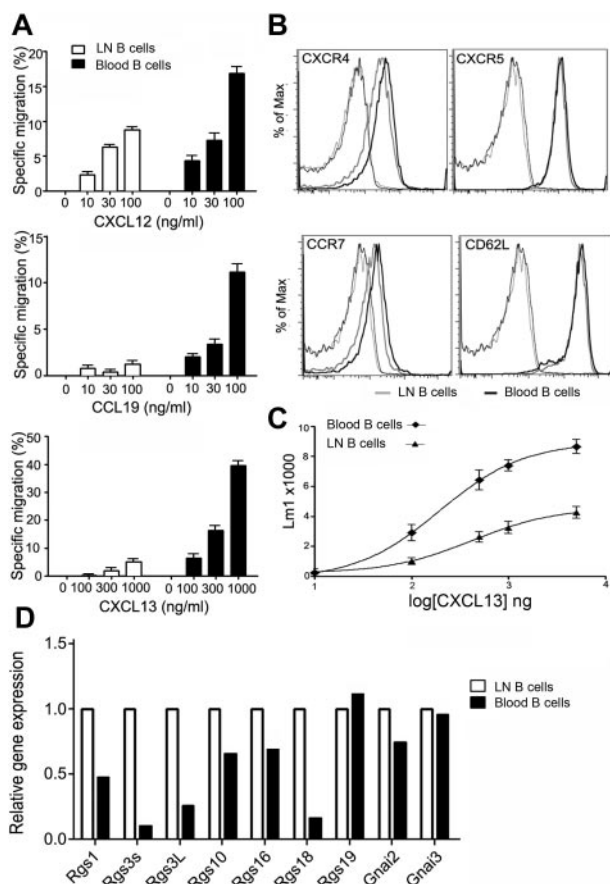 A
LN B cells
Blood B cells
Specific migration (%)
20
15
10
5
0
0 10 30 100 0 10 30 100
CXCL12 (ng/ml)
Specific migration (%)
15
10
5
0
0 10 30 100 0 10 30 100
CCL19 (ng/ml)
Specific migration (%)
50
40
30
20
10
0
0 100 300 1000 0 100 300 1000
CXCL13 (ng/ml)
B
CXCR4
CXCR5
% of Max
CCR7
CD62L
% of Max
LN B cells
Blood B cells
C
Blood B cells
LN B cells
Lm1 x1000
10
8
6
4
2
0
1 2 3 4
log[CXCL13] ng
D
Relative gene expression
1.5
1.0
0.5
0.0
LN B cells
Blood B cells
Rgs1
Rgs3s
Rgs3L
Rgs10
Rgs16
Rgs18
Rgs19
Gnai2
Gnai3